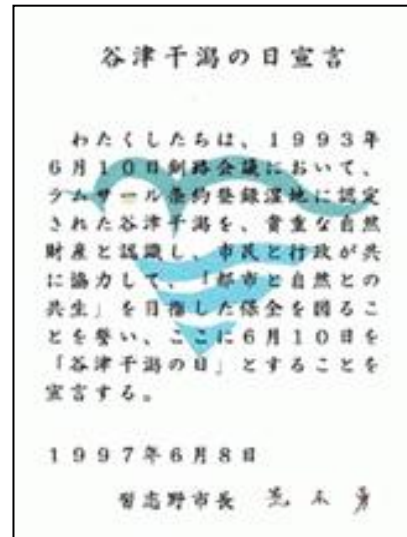 谷津干潟の日宣言
わたくしたちは、1993年
6月10日釧路会議において、
ラムサール条約登録湿地に認定
された谷津干潟を、貴重な自然
財産と認識し、市民と行政が共
に協力して、「都市と自然との
共生」を目指した保全を図るこ
とを誓い、ここに6月10日を
「谷津干潟の日」とすることを
宣言する。
1997年6月8日
習志野市長 荒木勇